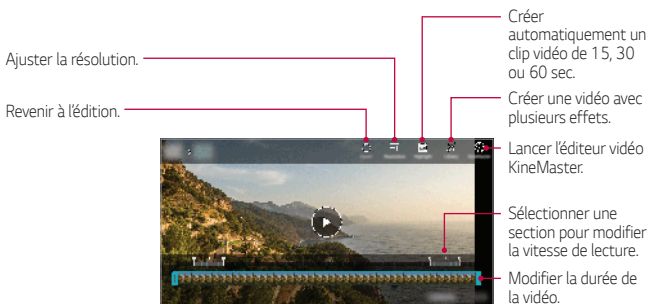 Ajuster la résolution.
Revenir à l'édition.
Créer
automatiquement un
clip vidéo de 15, 30
ou 60 sec.
Créer une vidéo avec
plusieurs effets.
Lancer l'éditeur vidéo
KineMaster.
Sélectionner une
section pour modifier
la vitesse de lecture.
Modifier la durée de
la vidéo.